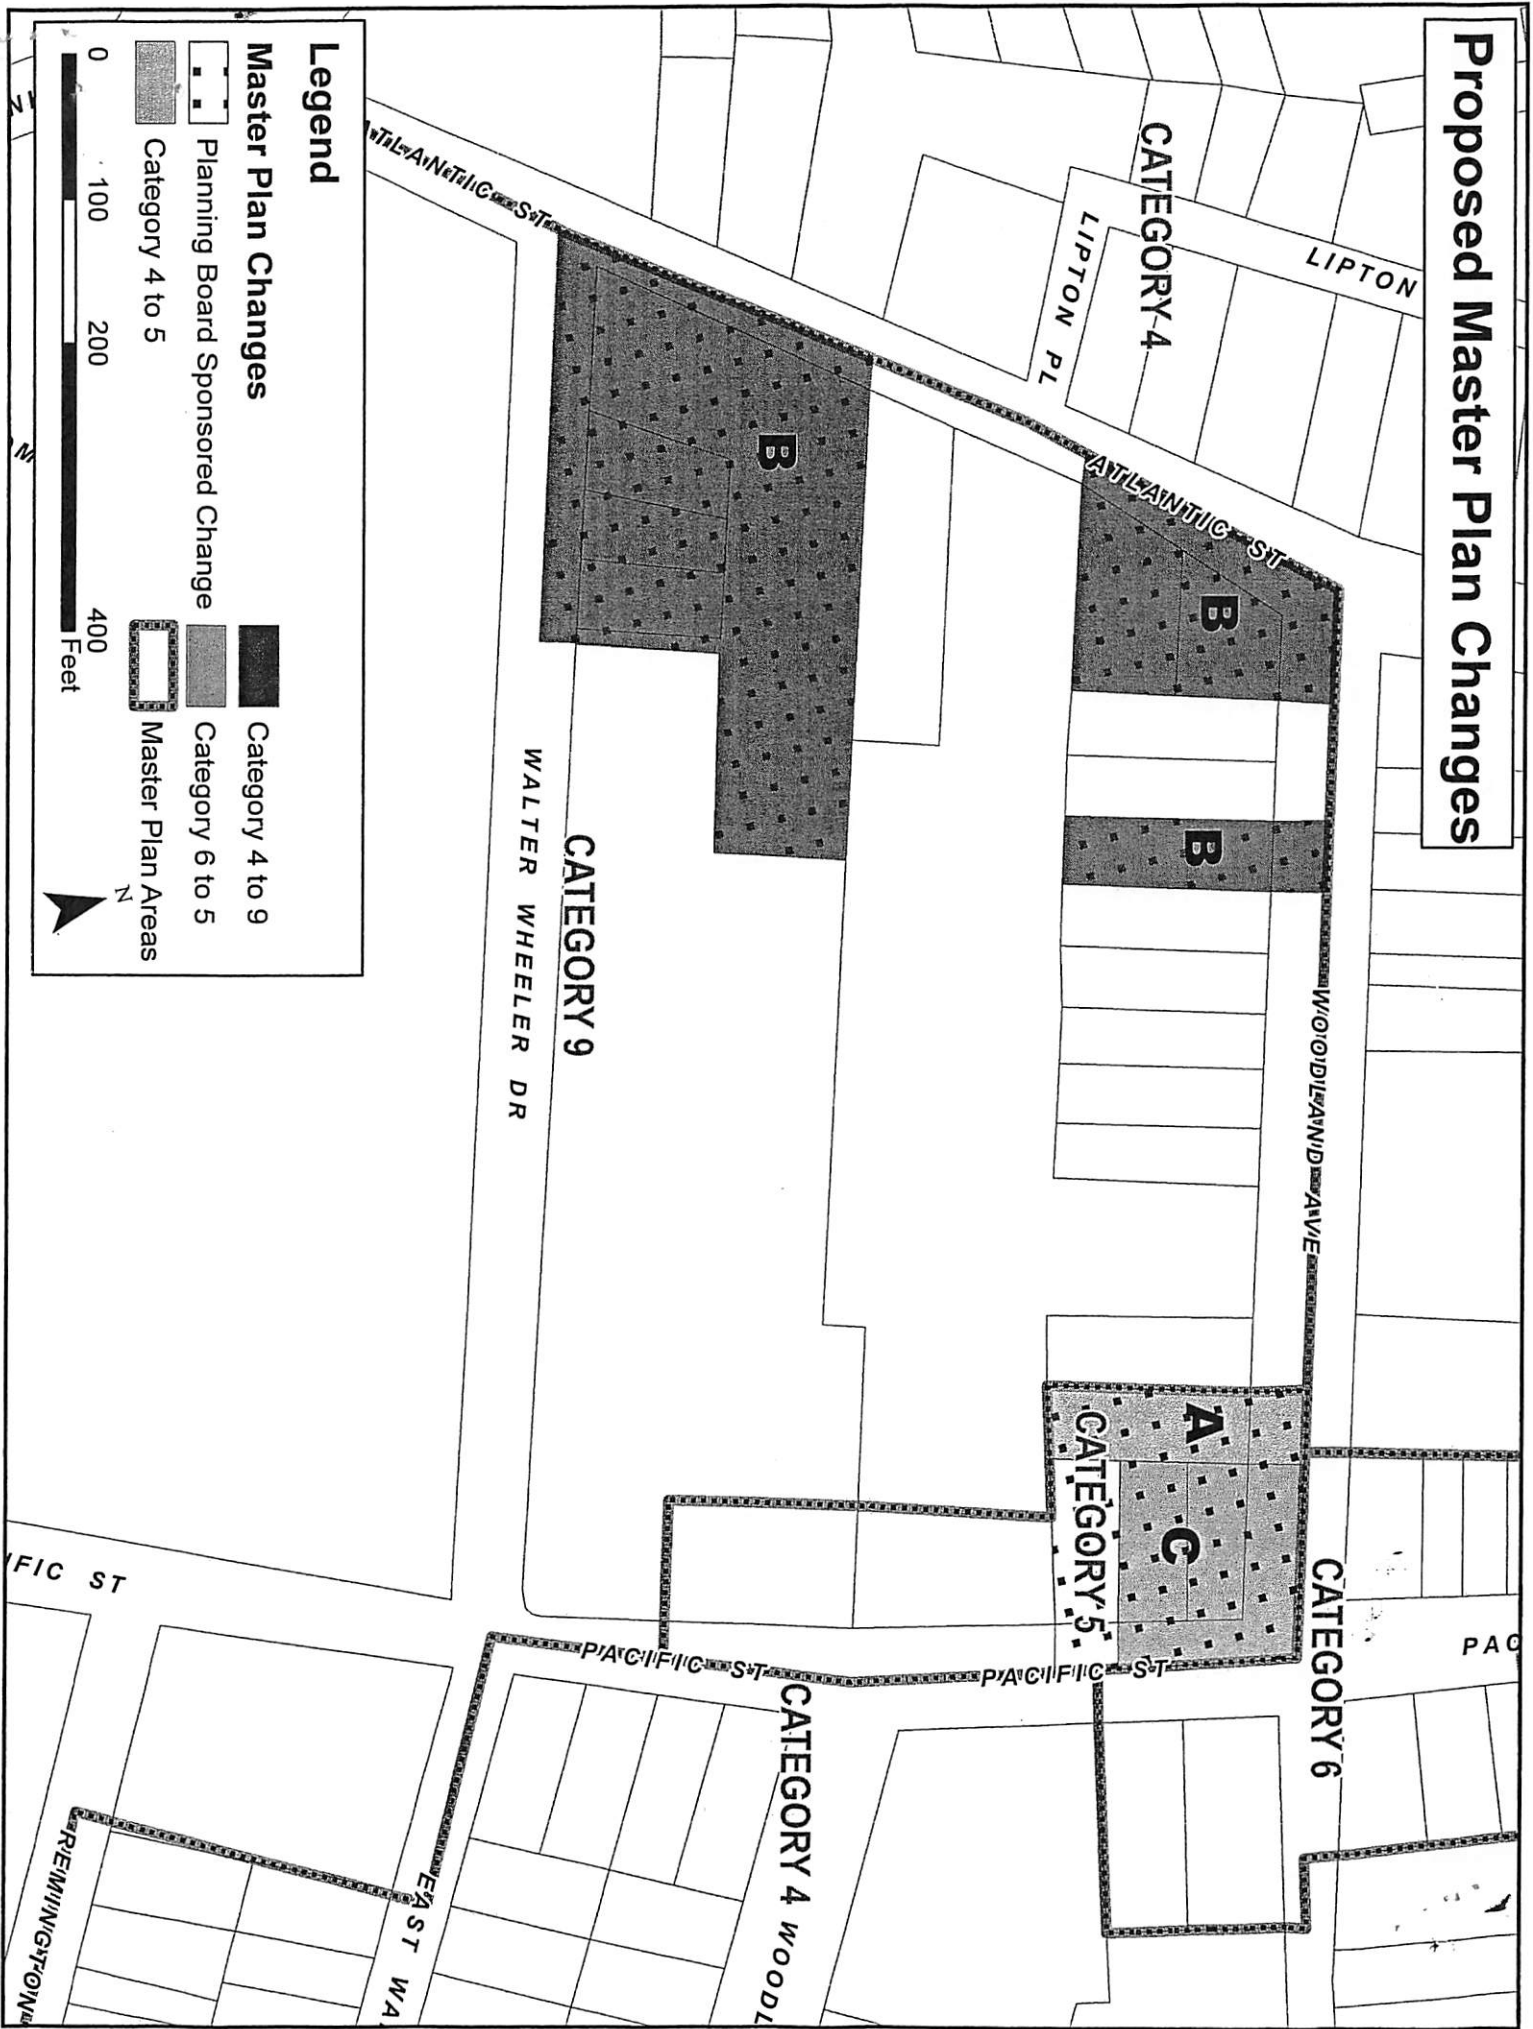 Proposed Master Plan Changes
LIPTON
CATEGORY 4
LIPTON PL
ATLANTIC ST
ATLANTIC ST
B
B
B
WOODLAND AVE
A
C
CATEGORY 5
CATEGORY 6
CATEGORY 9
WALTER WHEELER DR
PACIFIC ST
PACIFIC ST
PAC
IFIC ST
CATEGORY 4
WOODL
EAST WA
REMINGTON
Legend
Master Plan Changes
Planning Board Sponsored Change
Category 4 to 5
Category 4 to 9
Category 6 to 5
Master Plan Areas
0 100 200 400
Feet
N